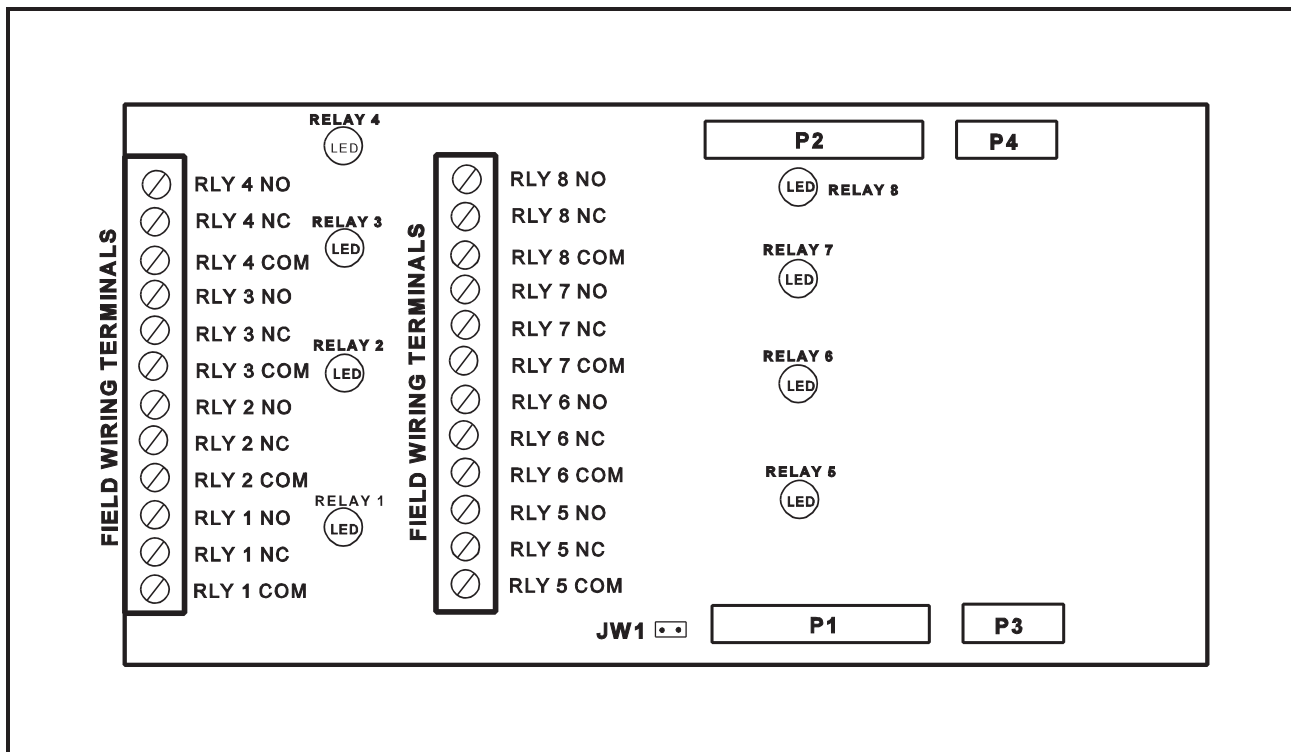 RELAY 4
LED
RELAY 3
LED
RELAY 2
LED
RELAY 1
LED
FIELD WIRING TERMINALS
RLY 4 NO
RLY 4 NC
RLY 4 COM
RLY 3 NO
RLY 3 NC
RLY 3 COM
RLY 2 NO
RLY 2 NC
RLY 2 COM
RLY 1 NO
RLY 1 NC
RLY 1 COM
FIELD WIRING TERMINALS
RLY 8 NO
RLY 8 NC
RLY 8 COM
RLY 7 NO
RLY 7 NC
RLY 7 COM
RLY 6 NO
RLY 6 NC
RLY 6 COM
RLY 5 NO
RLY 5 NC
RLY 5 COM
P2
P4
LED RELAY 8
RELAY 7
LED
RELAY 6
LED
RELAY 5
LED
JW1
P1
P3